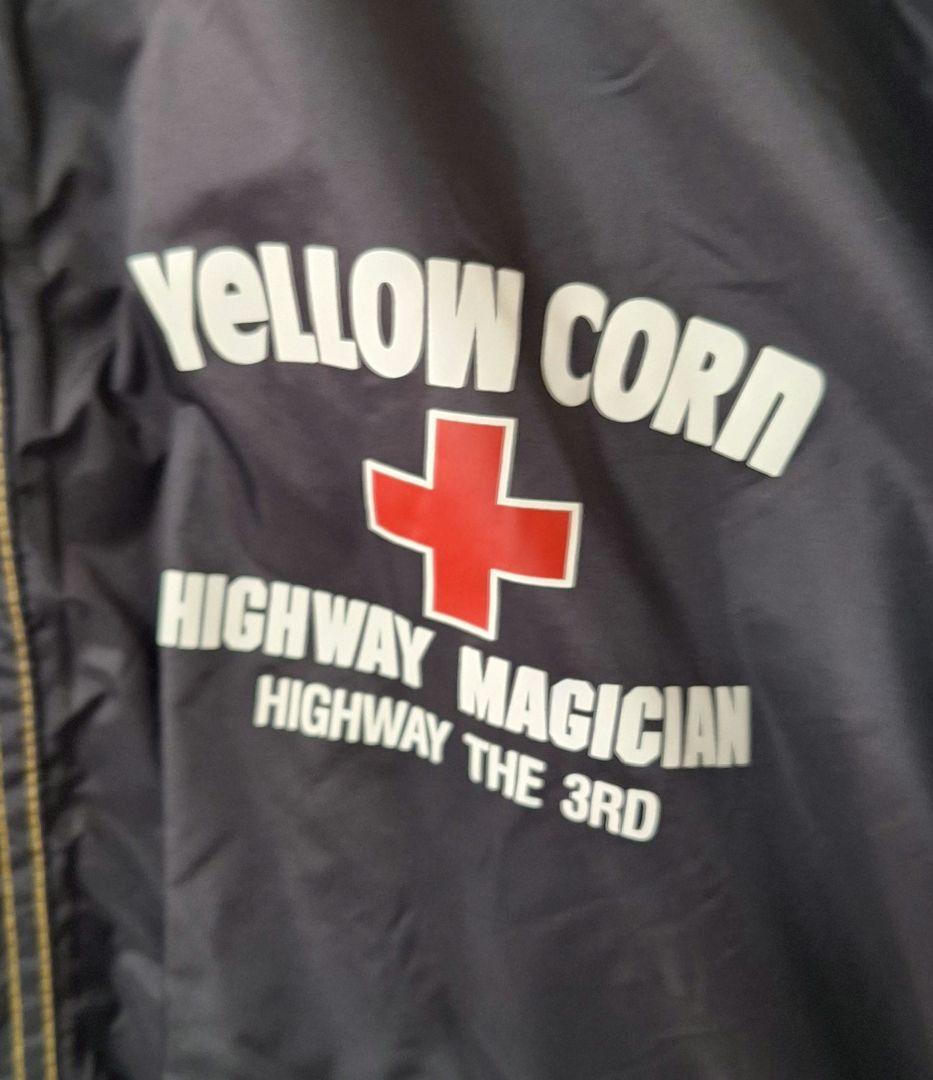 YeLLOW CORn
HIGHWAY MAGICIAN
HIGHWAY THE 3RD